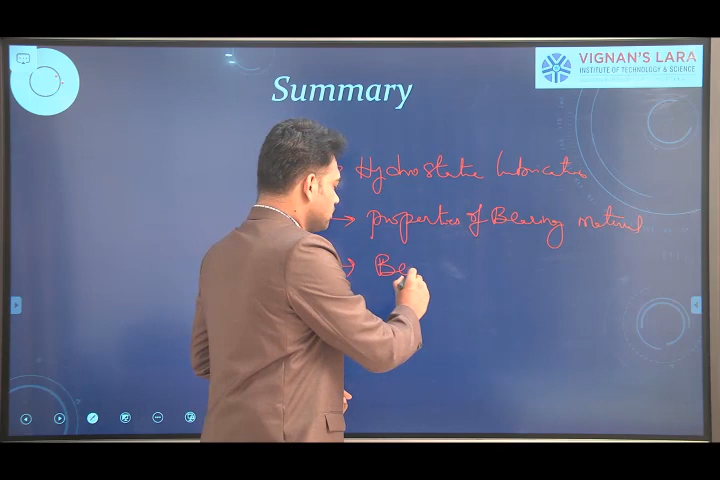 VIGNAN'S LARA
INSTITUTE OF TECHNOLOGY & SCIENCE
Summary
Hydrostatic lubrication
→ properties of Bearing material
→ Be